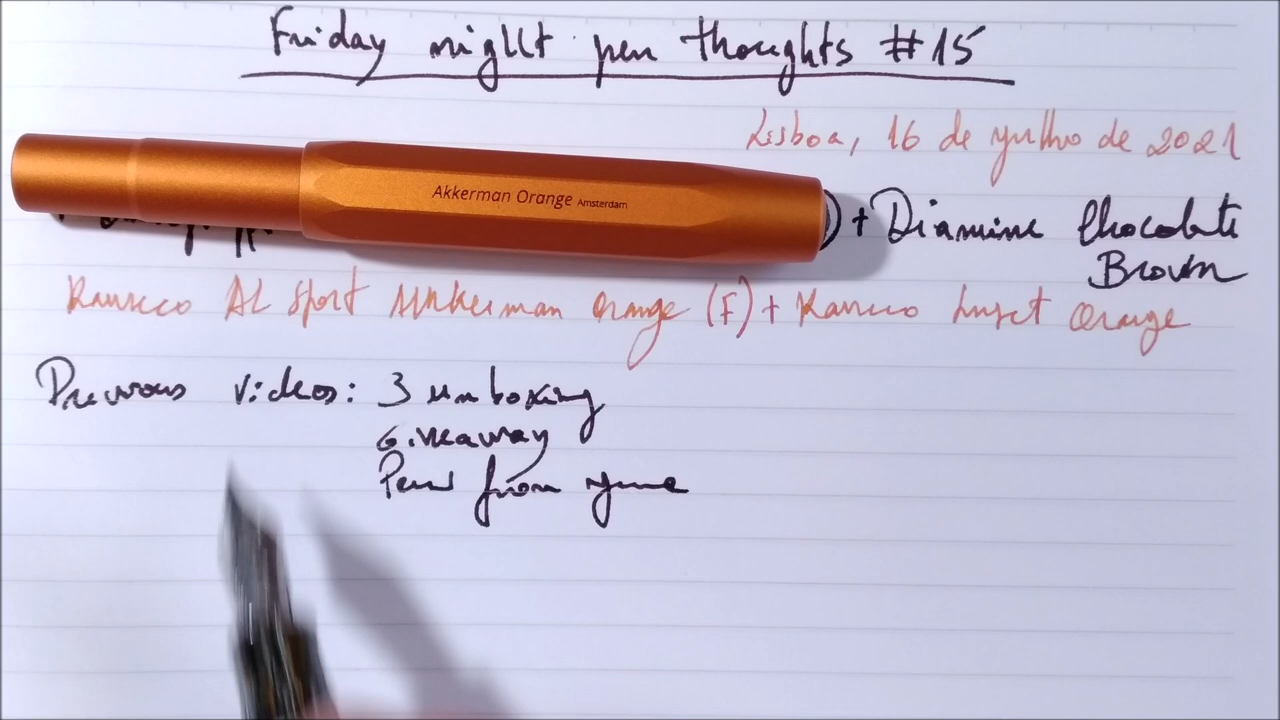 Friday night pen thoughts #15
Lisboa, 16 de julho de 2021
Akkerman Orange Amsterdam
) + Diamine Chocolate
Brown
Kaweco AL Sport Akkerman Orange (F) + Kaweco Sunset Orange
Previous videos: 3 unboxing
Giveaway
Pens from June